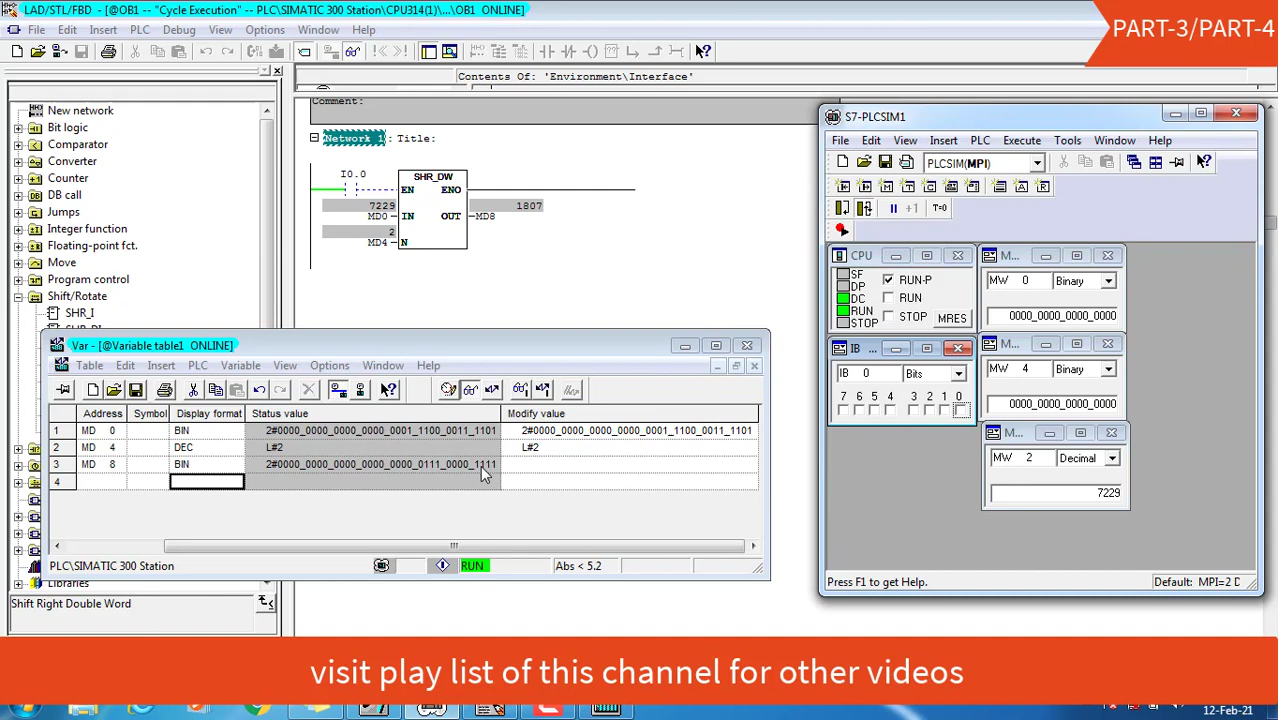 LAD/STL/FBD - [@OB1 -- "Cycle Execution" -- PLC\SIMATIC 300 Station\CPU314(1)\...\OB1 ONLINE]
PART-3/PART-4
File Edit Insert PLC Debug View Options Window Help
Contents Of: 'Environment\Interface'
New network
Bit logic
Comparator
Converter
Counter
DB call
Jumps
Integer function
Floating-point fct.
Move
Program control
Shift/Rotate
SHR_I
Libraries
Shift Right Double Word
Comment:
Network 1: Title:
I0.0
SHR_DW
EN ENO
7229
1807
MD0 IN OUT MD8
2
MD4 N
S7-PLCSIM1
File Edit View Insert PLC Execute Tools Window Help
PLCSIM(MPI)
+1 T=0
CPU
SF
DP
DC
RUN
STOP
RUN-P
RUN
STOP
MRES
M...
MW 0 Binary
0000_0000_0000_0000
IB ...
IB 0 Bits
7 6 5 4 3 2 1 0
M...
MW 4 Binary
0000_0000_0000_0000
M...
MW 2 Decimal
7229
Press F1 to get Help.
Default: MPI=2 D
Var - [@Variable table1 ONLINE]
Table Edit Insert PLC Variable View Options Window Help
Address Symbol Display format Status value Modify value
1 MD 0 BIN 2#0000_0000_0000_0000_0001_1100_0011_1101 2#0000_0000_0000_0000_0001_1100_0011_1101
2 MD 4 DEC L#2 L#2
3 MD 8 BIN 2#0000_0000_0000_0000_0000_0111_0000_1111
4
PLC\SIMATIC 300 Station
RUN
Abs < 5.2
visit play list of this channel for other videos
12-Feb-21